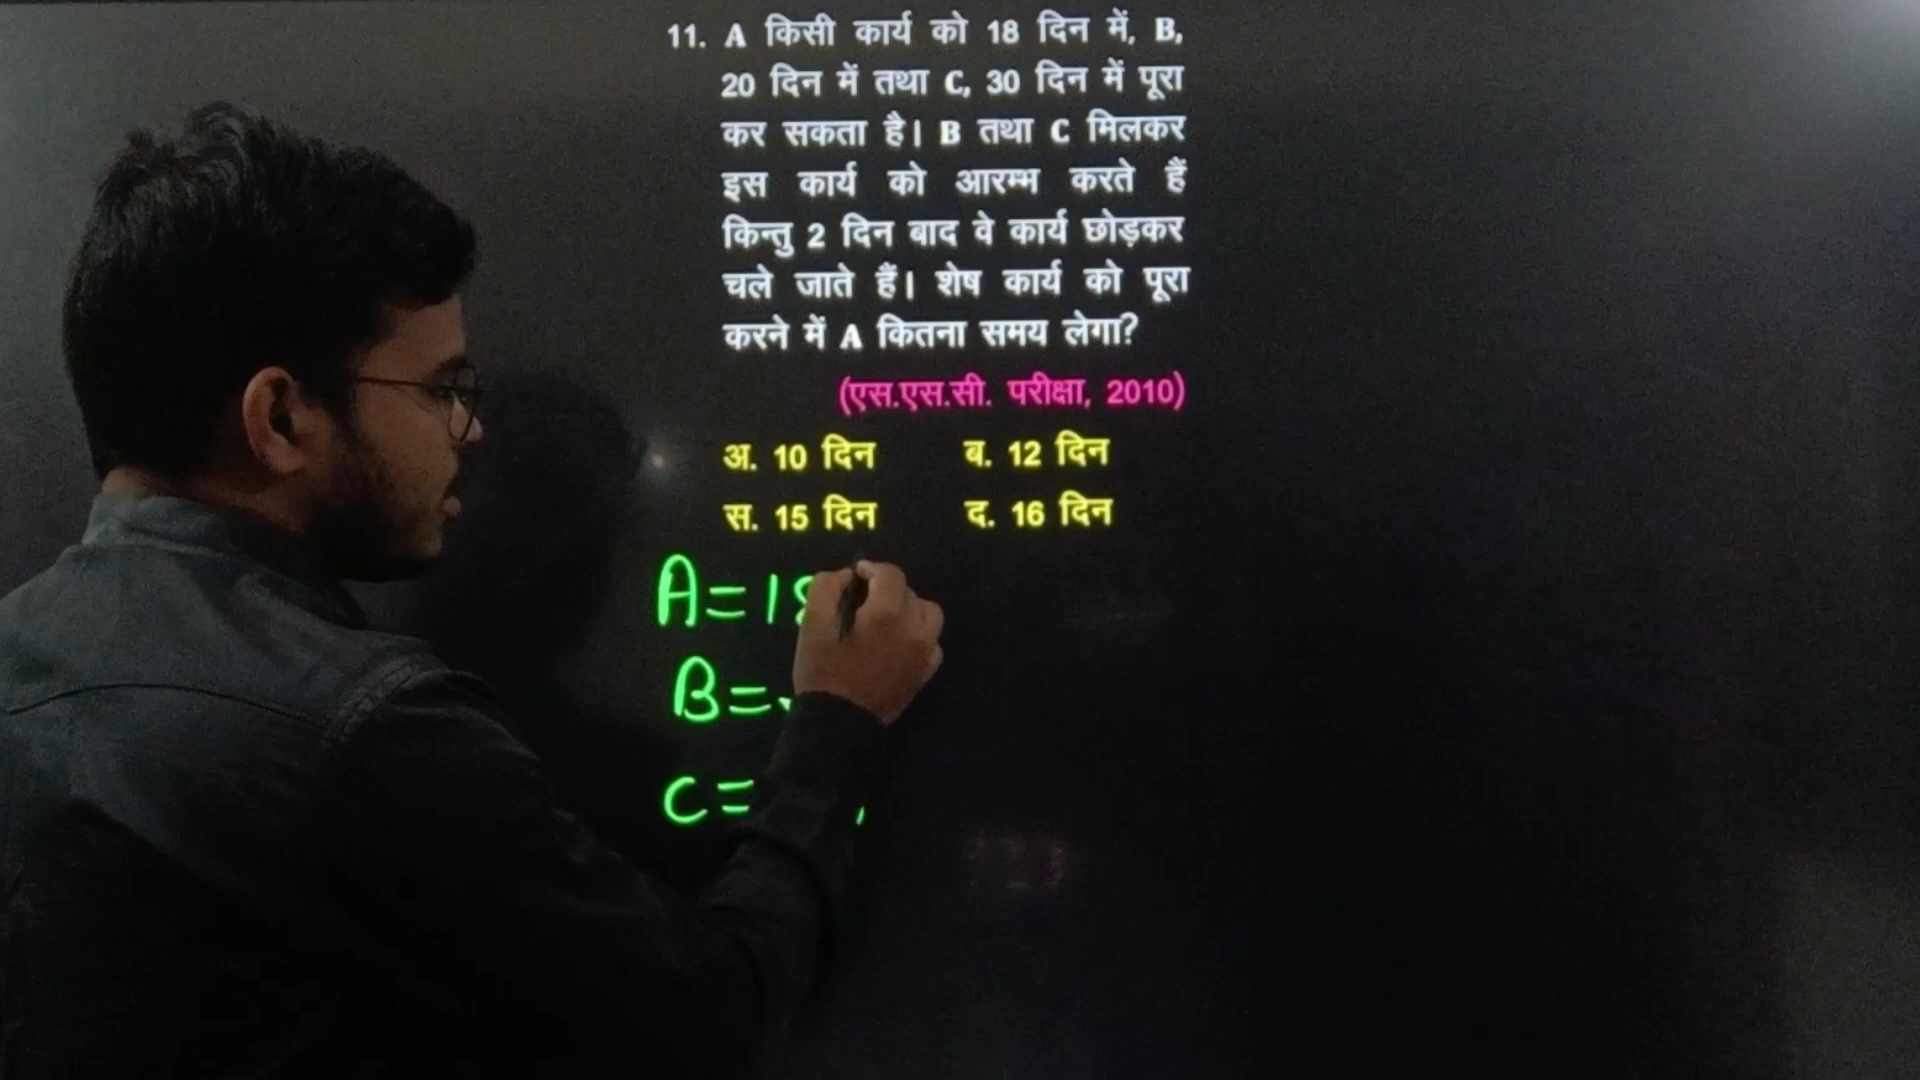 11. A किसी कार्य को 18 दिन में, B,
20 दिन में तथा C, 30 दिन में पूरा
कर सकता है। B तथा C मिलकर
इस कार्य को आरम्भ करते हैं
किन्तु 2 दिन बाद वे कार्य छोड़कर
चले जाते हैं। शेष कार्य को पूरा
करने में A कितना समय लेगा?
(एस.एस.सी. परीक्षा, 2010)
अ. 10 दिन ब. 12 दिन
स. 15 दिन द. 16 दिन
A = 18
B =
C =